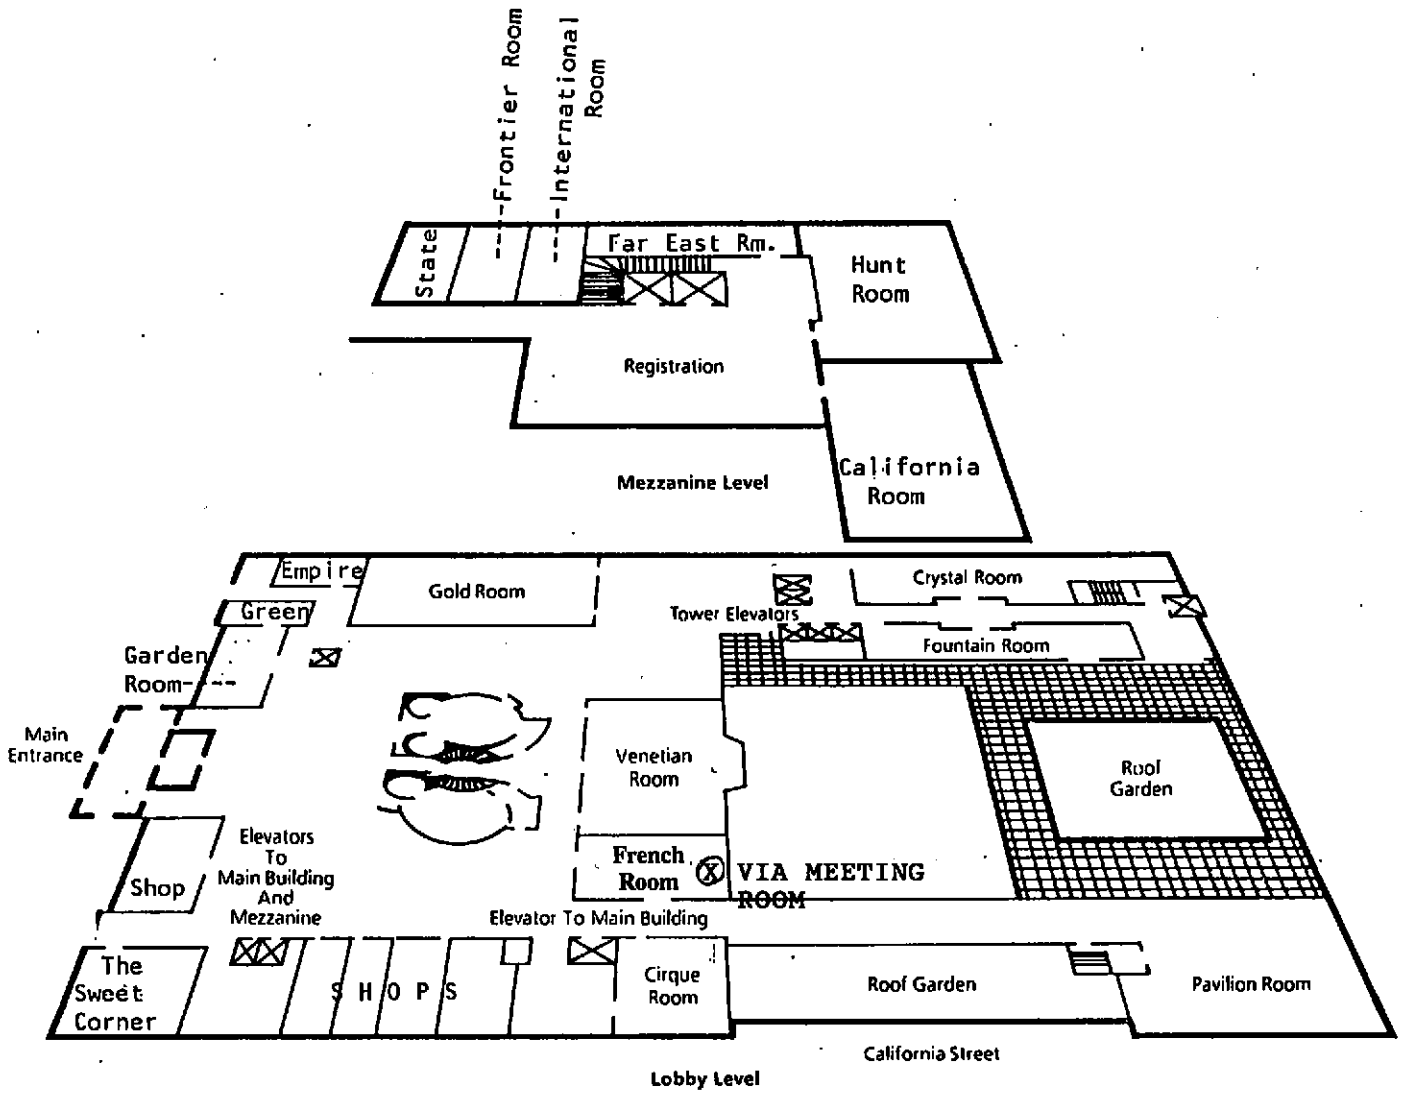 Frontier Room
International
Room
State
Far East Rm.
Hunt
Room
Registration
California
Room
Mezzanine Level
Empire
Gold Room
Crystal Room
Green
Tower Elevators
Fountain Room
Garden
Room
Main
Entrance
Venetian
Room
Roof
Garden
Elevators
To
Main Building
And
Mezzanine
Shop
French
Room
X
VIA MEETING
ROOM
Elevator To Main Building
The
Sweet
Corner
SHOPS
Cirque
Room
Roof Garden
Pavilion Room
California Street
Lobby Level